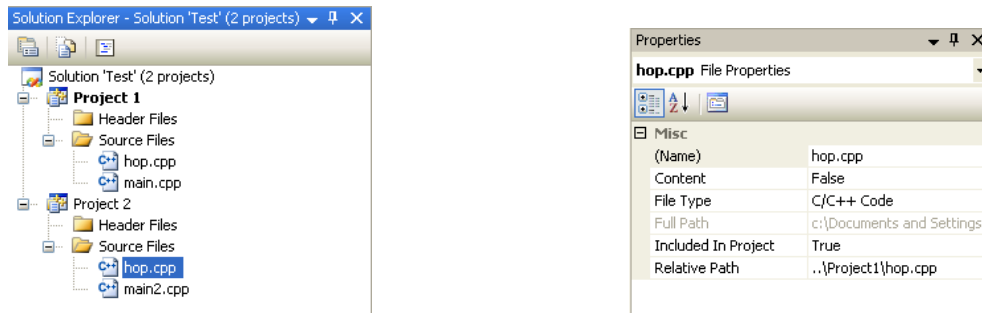 Solution Explorer - Solution 'Test' (2 projects)
Solution 'Test' (2 projects)
Project 1
Header Files
Source Files
hop.cpp
main.cpp
Project 2
Header Files
Source Files
hop.cpp
main2.cpp
Properties
hop.cpp File Properties
Misc
(Name) hop.cpp
Content False
File Type C/C++ Code
Full Path c:\Documents and Settings
Included In Project True
Relative Path ..\Project1\hop.cpp